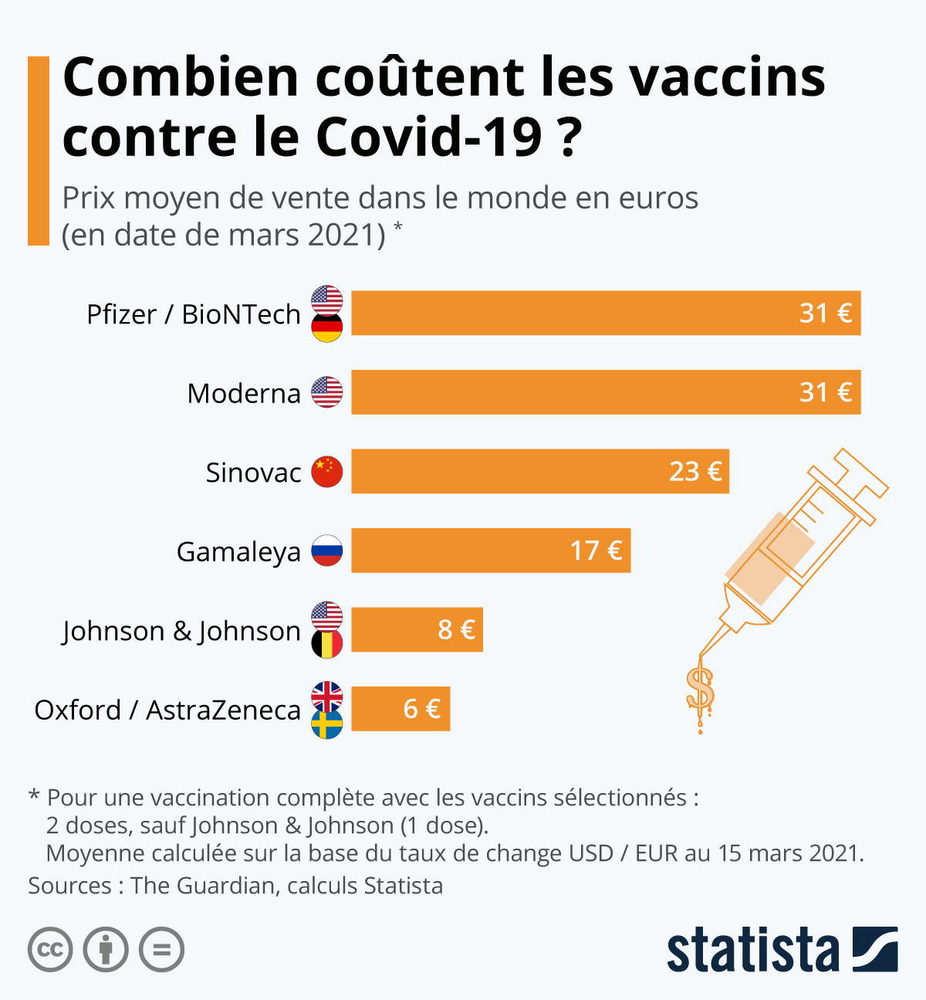 Combien coûtent les vaccins
contre le Covid-19 ?
Prix moyen de vente dans le monde en euros
(en date de mars 2021) *
Pfizer / BioNTech 31 €
Moderna 31 €
Sinovac 23 €
Gamaleya 17 €
Johnson & Johnson 8 €
Oxford / AstraZeneca 6 €
$
* Pour une vaccination complète avec les vaccins sélectionnés :
2 doses, sauf Johnson & Johnson (1 dose).
Moyenne calculée sur la base du taux de change USD / EUR au 15 mars 2021.
Sources : The Guardian, calculs Statista
cc =
statista